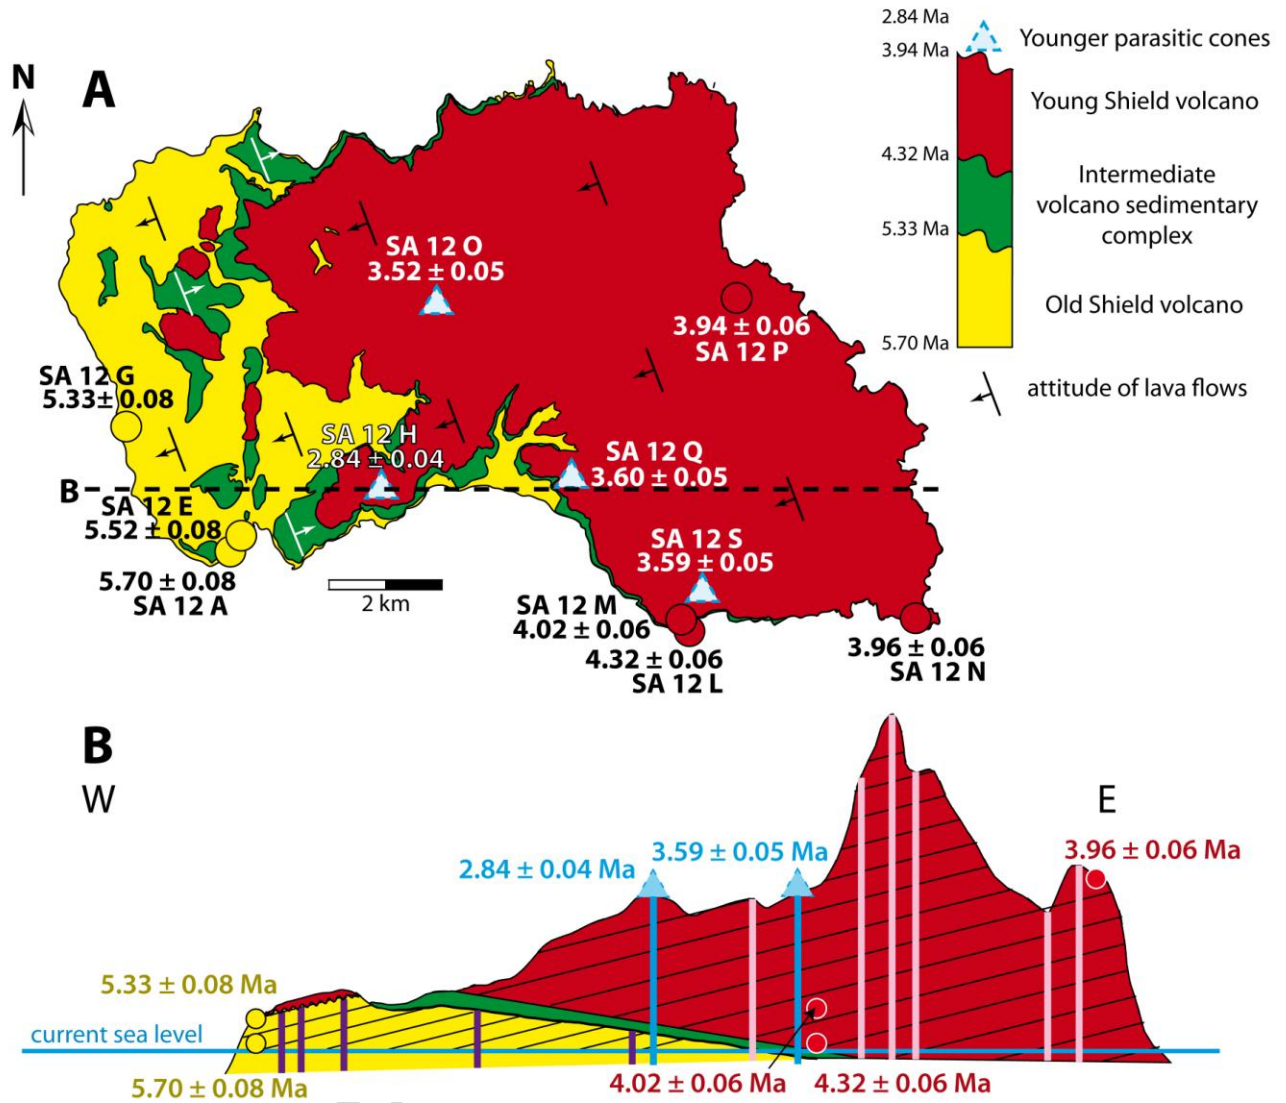 N
A
2.84 Ma
Younger parasitic cones
3.94 Ma
Young Shield volcano
4.32 Ma
Intermediate
volcano sedimentary
complex
5.33 Ma
Old Shield volcano
5.70 Ma
attitude of lava flows
SA 12 O
3.52 ± 0.05
3.94 ± 0.06
SA 12 P
SA 12 G
5.33± 0.08
SA 12 H
2.84 ± 0.04
SA 12 Q
3.60 ± 0.05
B
SA 12 E
5.52 ± 0.08
SA 12 S
3.59 ± 0.05
5.70 ± 0.08
SA 12 A
2 km
SA 12 M
4.02 ± 0.06
4.32 ± 0.06
SA 12 L
3.96 ± 0.06
SA 12 N
B
W
E
2.84 ± 0.04 Ma
3.59 ± 0.05 Ma
3.96 ± 0.06 Ma
5.33 ± 0.08 Ma
current sea level
5.70 ± 0.08 Ma
4.02 ± 0.06 Ma
4.32 ± 0.06 Ma